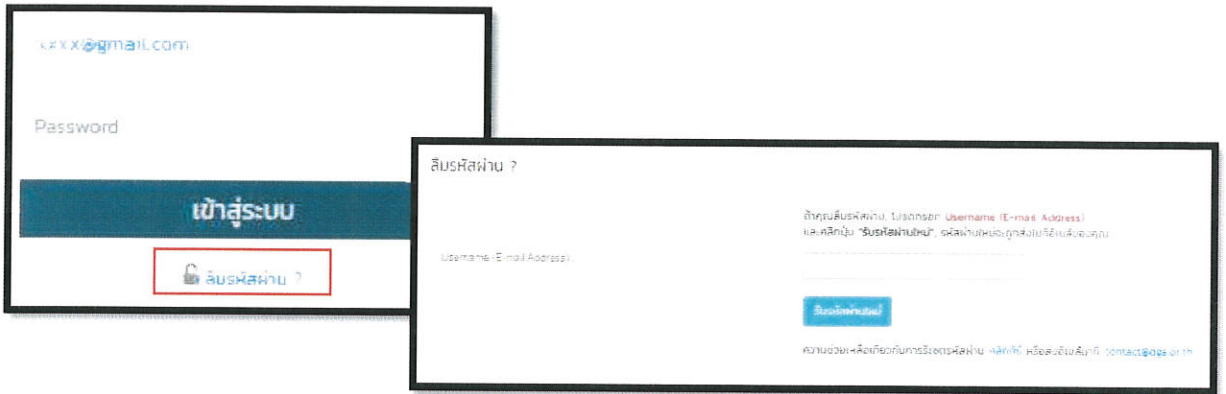 xxxx@gmail.com
Password
เข้าสู่ระบบ
ลืมรหัสผ่าน ?
ลืมรหัสผ่าน ?
ถ้าคุณลืมรหัสผ่าน, โปรดกรอก Username (E-mail Address)
และคลิกปุ่ม "รับรหัสผ่านใหม่", รหัสผ่านใหม่จะถูกส่งไปที่อีเมล์ของคุณ
Username (E-mail Address) :
รับรหัสผ่านใหม่
ความช่วยเหลือเกี่ยวกับการรีเซตรหัสผ่าน คลิกที่นี่ หรือส่งอีเมล์มาที่ contact@dga.or.th